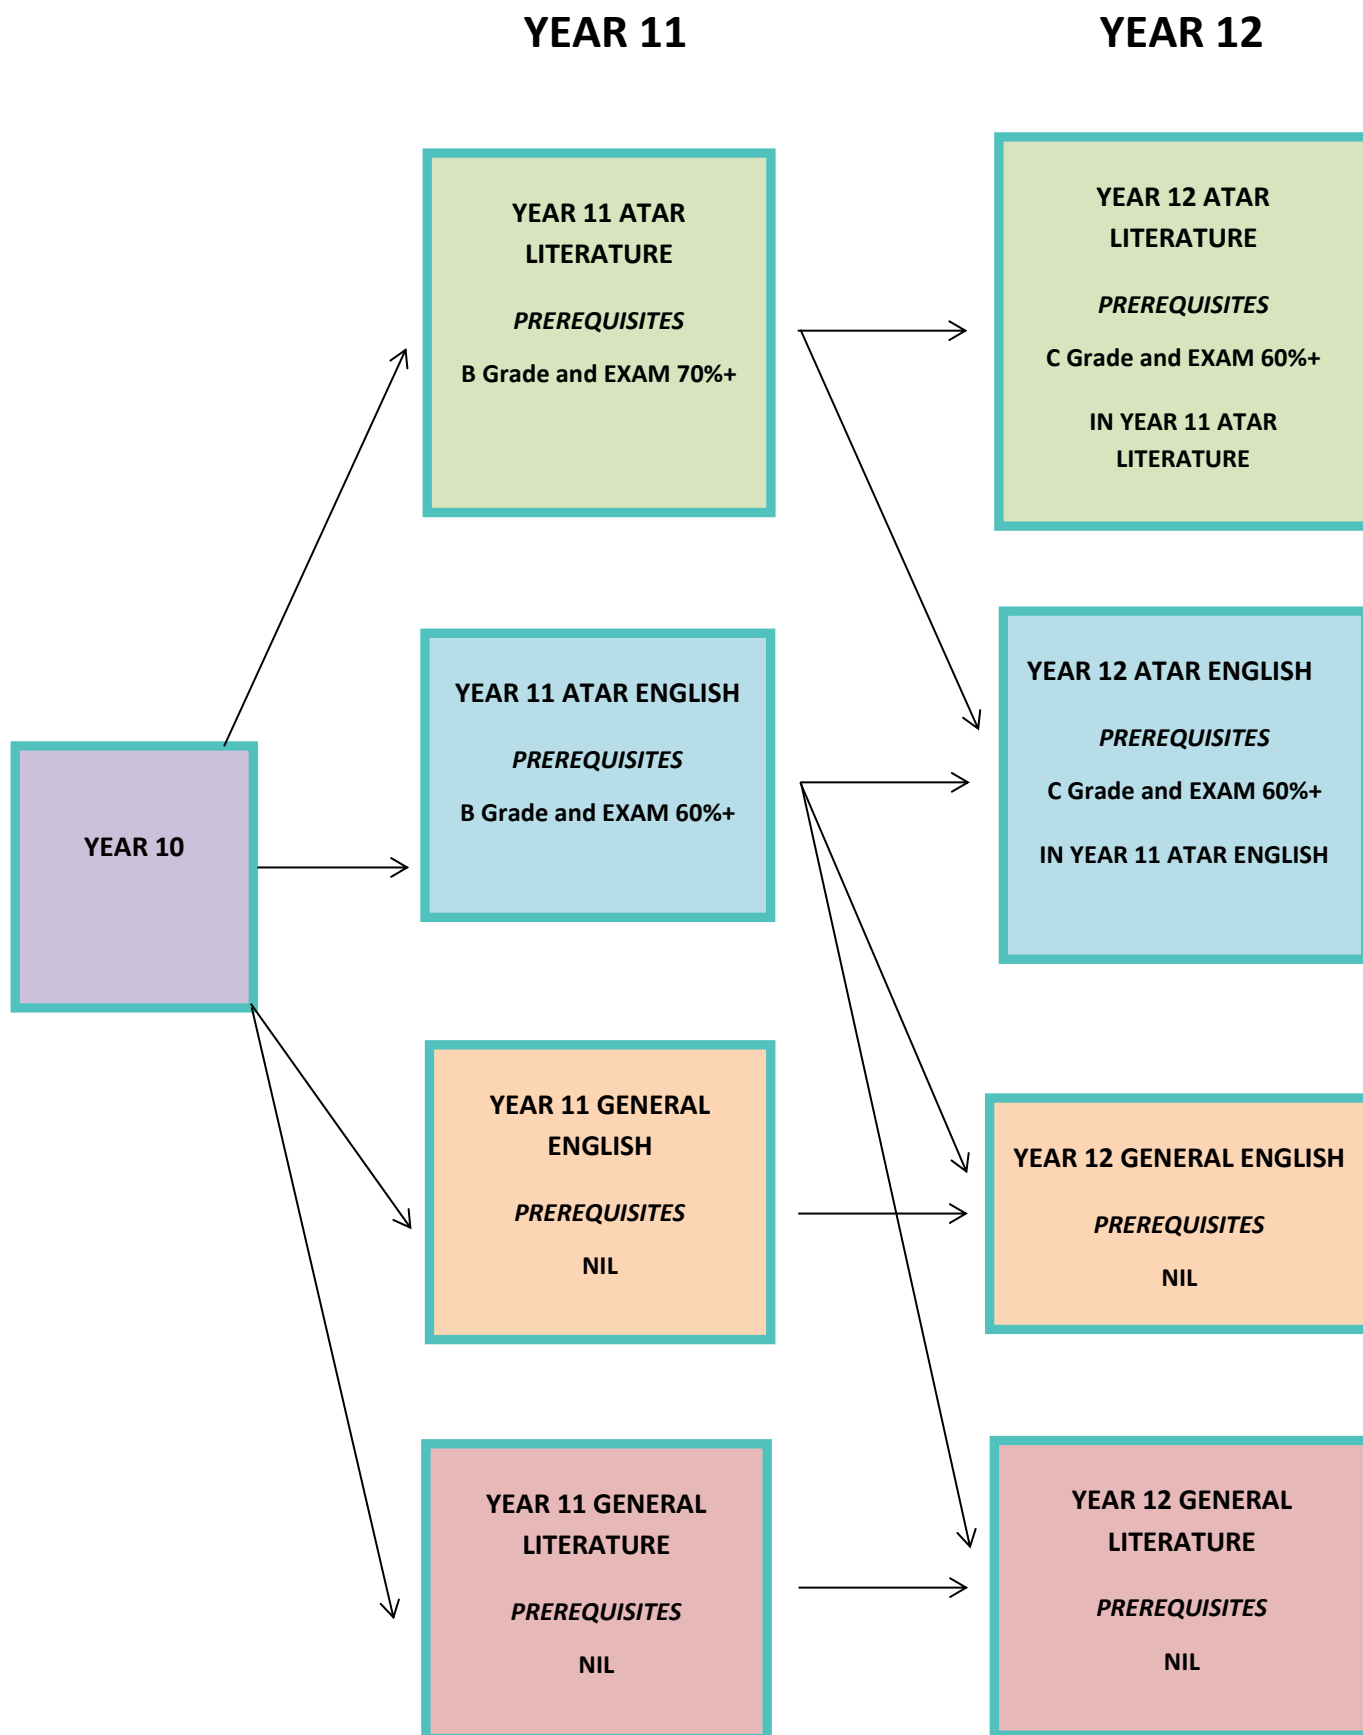 YEAR 11
YEAR 12
YEAR 10
YEAR 11 ATAR
LITERATURE
PREREQUISITES
B Grade and EXAM 70%+
YEAR 12 ATAR
LITERATURE
PREREQUISITES
C Grade and EXAM 60%+
IN YEAR 11 ATAR
LITERATURE
YEAR 11 ATAR ENGLISH
PREREQUISITES
B Grade and EXAM 60%+
YEAR 12 ATAR ENGLISH
PREREQUISITES
C Grade and EXAM 60%+
IN YEAR 11 ATAR ENGLISH
YEAR 11 GENERAL
ENGLISH
PREREQUISITES
NIL
YEAR 12 GENERAL ENGLISH
PREREQUISITES
NIL
YEAR 11 GENERAL
LITERATURE
PREREQUISITES
NIL
YEAR 12 GENERAL
LITERATURE
PREREQUISITES
NIL